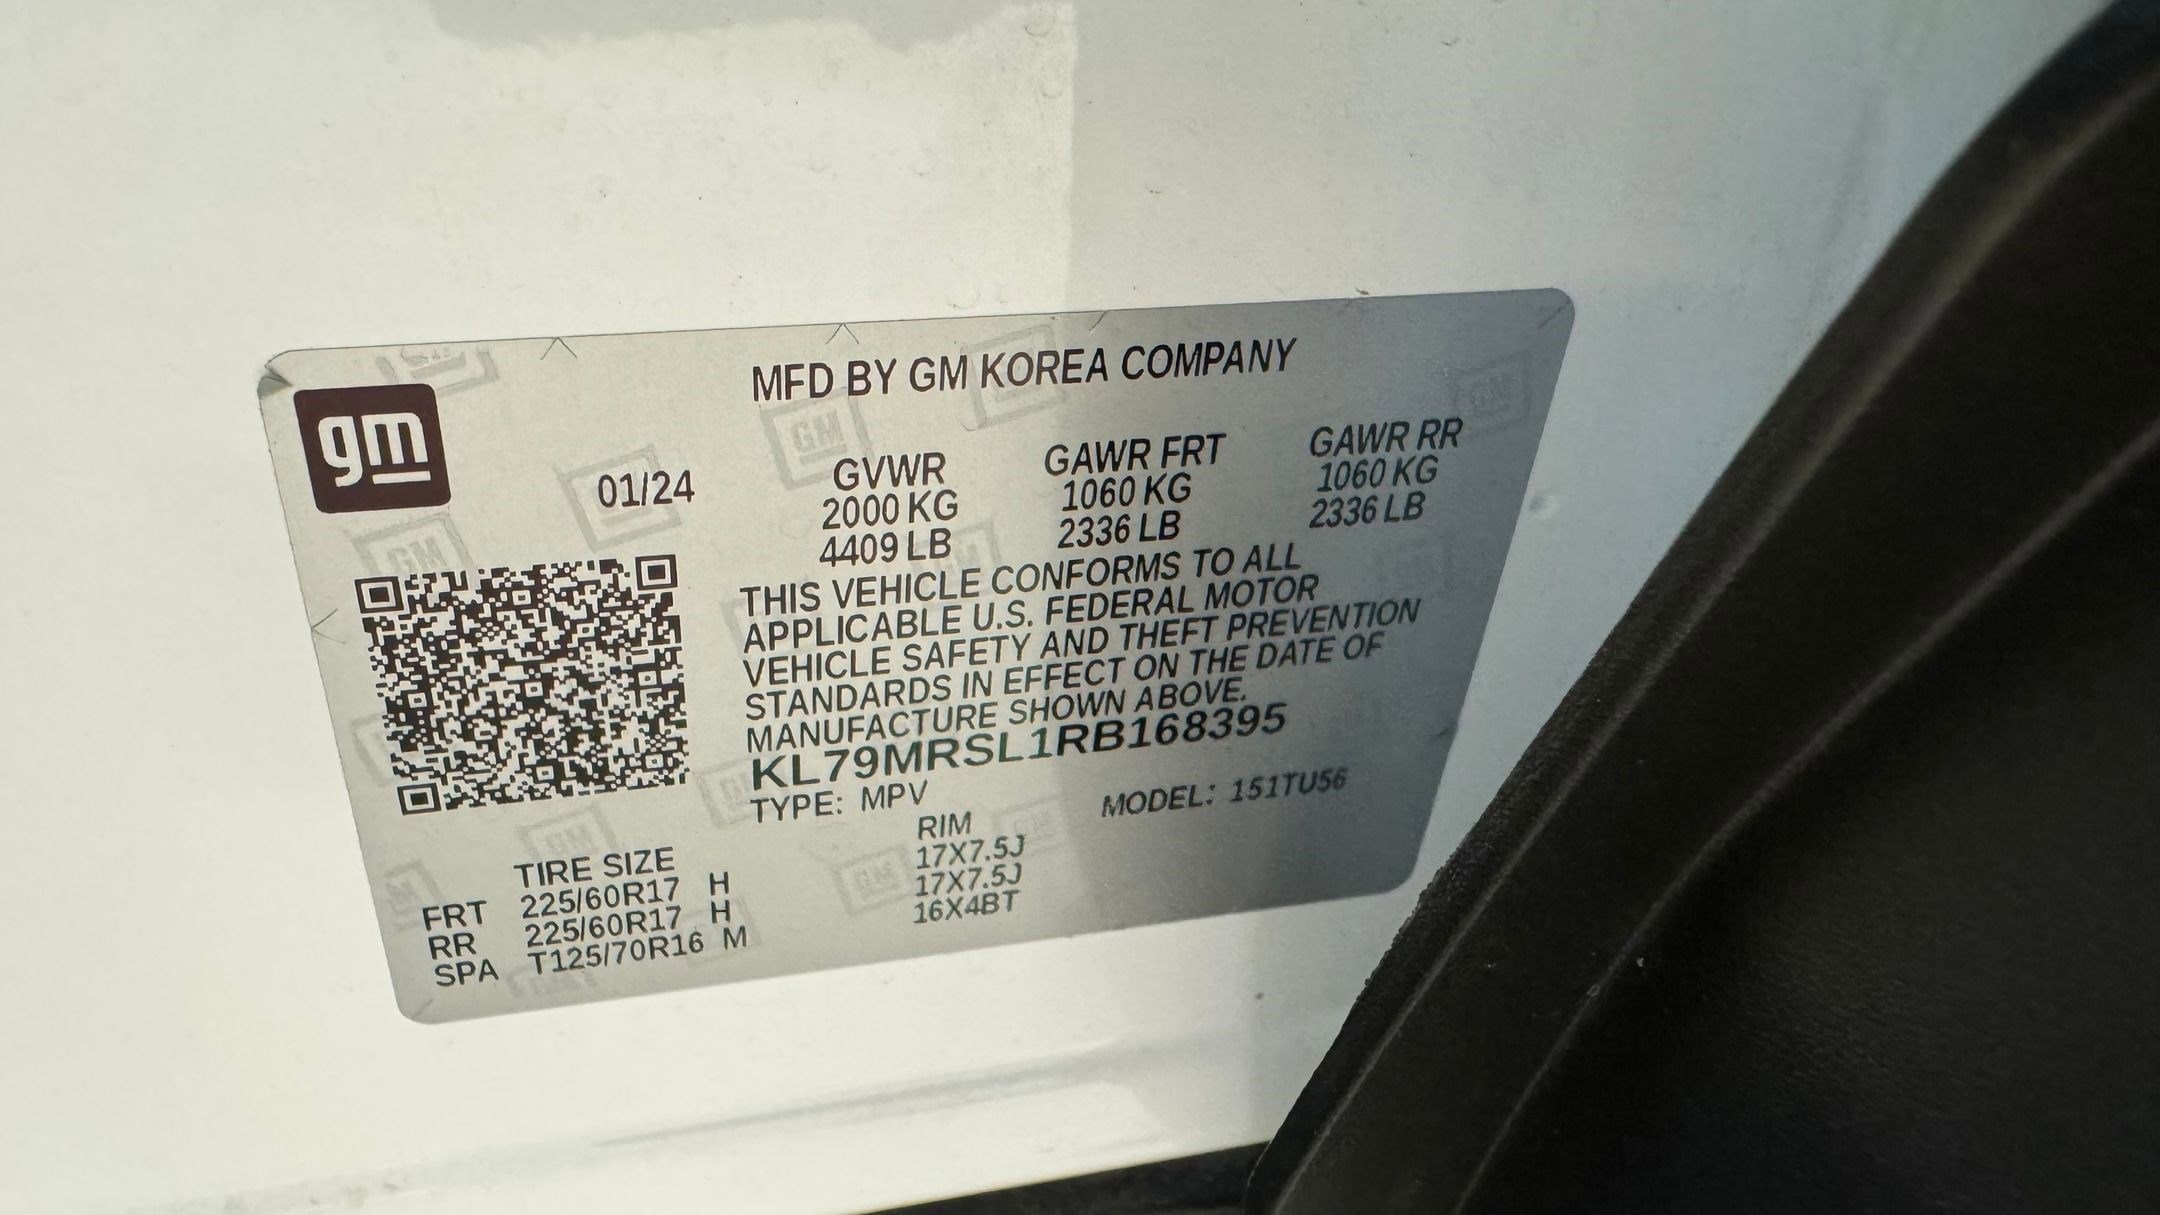 gm
MFD BY GM KOREA COMPANY
01/24
GVWR GAWR FRT GAWR RR
2000 KG 1060 KG 1060 KG
4409 LB 2336 LB 2336 LB
THIS VEHICLE CONFORMS TO ALL
APPLICABLE U.S. FEDERAL MOTOR
VEHICLE SAFETY AND THEFT PREVENTION
STANDARDS IN EFFECT ON THE DATE OF
MANUFACTURE SHOWN ABOVE.
KL79MRSL1RB168395
TYPE: MPV MODEL: 151TU56
TIRE SIZE RIM
FRT 225/60R17 H 17X7.5J
RR 225/60R17 H 17X7.5J
SPA T125/70R16 M 16X4BT